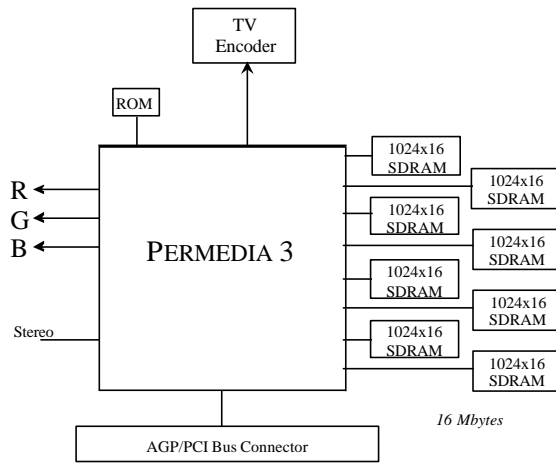 TV
Encoder
ROM
1024x16
SDRAM
1024x16
SDRAM
R
1024x16
SDRAM
G
B
PERMEDIA 3
1024x16
SDRAM
1024x16
SDRAM
1024x16
SDRAM
Stereo
1024x16
SDRAM
1024x16
SDRAM
16 Mbytes
AGP/PCI Bus Connector